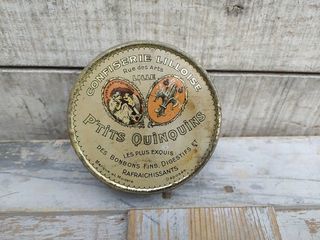 CONFISERIE LILLOISE
Rue des Arts
LILLE
P'TITS QUINQUINS
LES PLUS EXQUIS
DES BONBONS FINS, DIGESTIFS ET
RAFRAICHISSANTS